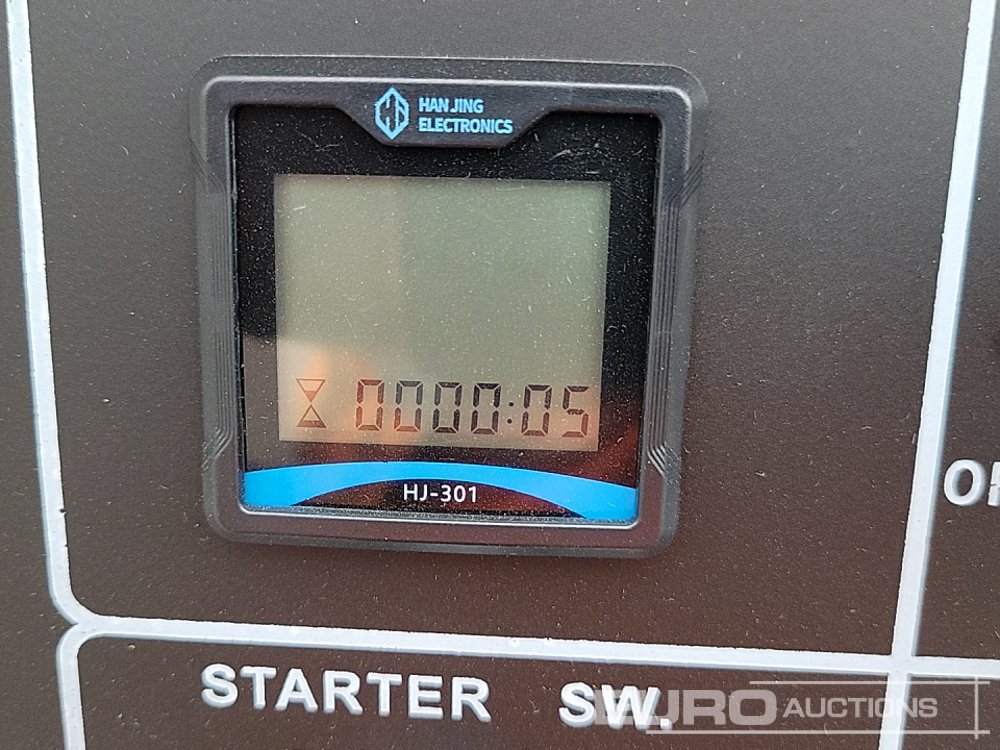 HAN JING
ELECTRONICS
0000:05
HJ-301
STARTER SW.
EURO AUCTIONS